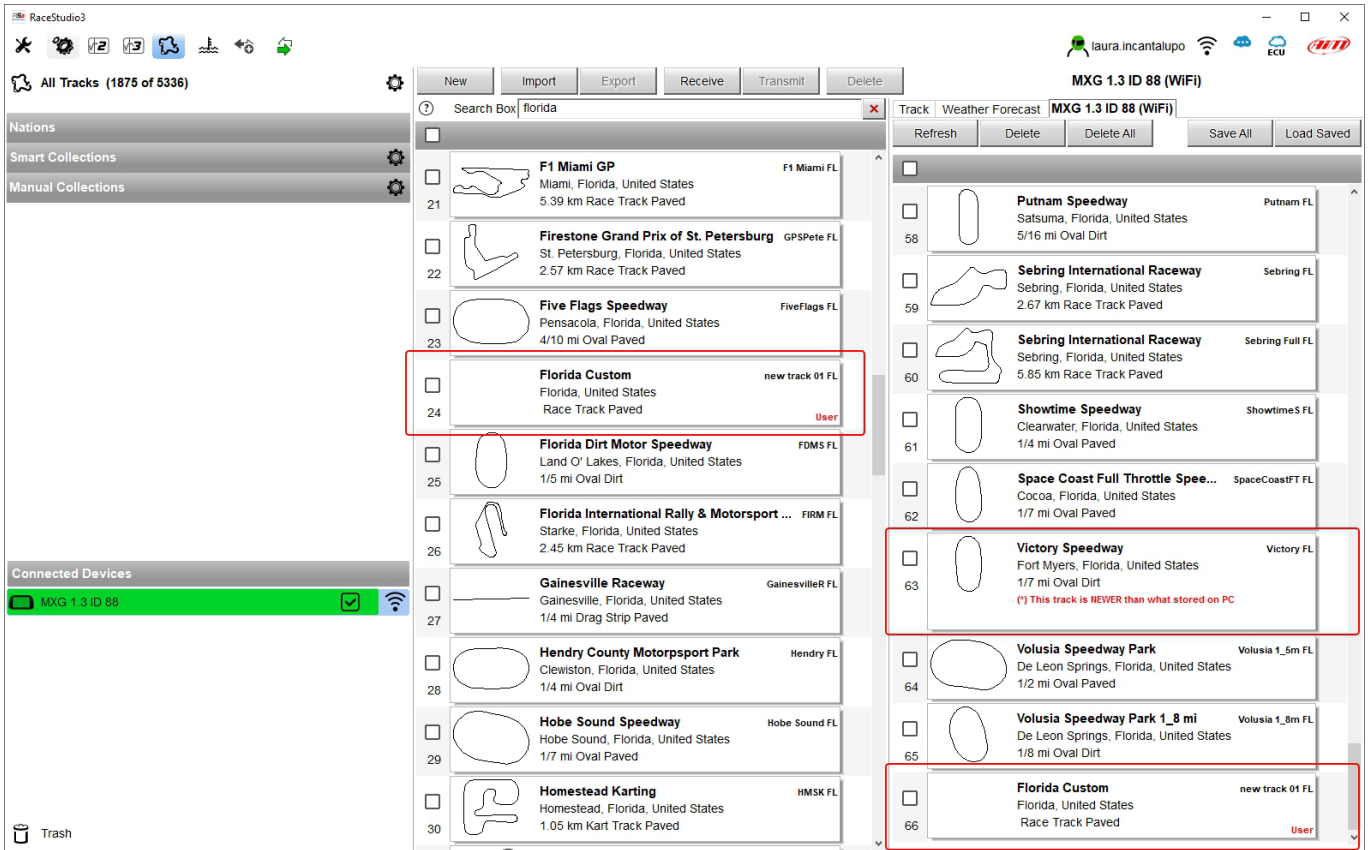 RaceStudio3
laura.incantalupo
ECU
AiM
All Tracks (1875 of 5336)
Nations
Smart Collections
Manual Collections
Connected Devices
MXG 1.3 ID 88
Trash
New Import Export Receive Transmit Delete
Search Box florida
21
F1 Miami GP F1 Miami FL
Miami, Florida, United States
5.39 km Race Track Paved
22
Firestone Grand Prix of St. Petersburg GPSPete FL
St. Petersburg, Florida, United States
2.57 km Race Track Paved
23
Five Flags Speedway FiveFlags FL
Pensacola, Florida, United States
4/10 mi Oval Paved
24
Florida Custom new track 01 FL
Florida, United States
Race Track Paved
User
25
Florida Dirt Motor Speedway FDMS FL
Land O' Lakes, Florida, United States
1/5 mi Oval Dirt
26
Florida International Rally & Motorsport ... FIRM FL
Starke, Florida, United States
2.45 km Race Track Paved
27
Gainesville Raceway GainesvilleR FL
Gainesville, Florida, United States
1/4 mi Drag Strip Paved
28
Hendry County Motorpsport Park Hendry FL
Clewiston, Florida, United States
1/4 mi Oval Dirt
29
Hobe Sound Speedway Hobe Sound FL
Hobe Sound, Florida, United States
1/7 mi Oval Paved
30
Homestead Karting HMSK FL
Homestead, Florida, United States
1.05 km Kart Track Paved
MXG 1.3 ID 88 (WiFi)
Track Weather Forecast MXG 1.3 ID 88 (WiFi)
Refresh Delete Delete All Save All Load Saved
58
Putnam Speedway Putnam FL
Satsuma, Florida, United States
5/16 mi Oval Dirt
59
Sebring International Raceway Sebring FL
Sebring, Florida, United States
2.67 km Race Track Paved
60
Sebring International Raceway Sebring Full FL
Sebring, Florida, United States
5.85 km Race Track Paved
61
Showtime Speedway ShowtimeS FL
Clearwater, Florida, United States
1/4 mi Oval Paved
62
Space Coast Full Throttle Spee... SpaceCoastFT FL
Cocoa, Florida, United States
1/7 mi Oval Paved
63
Victory Speedway Victory FL
Fort Myers, Florida, United States
1/7 mi Oval Dirt
(*) This track is NEWER than what stored on PC
64
Volusia Speedway Park Volusia 1_5m FL
De Leon Springs, Florida, United States
1/2 mi Oval Paved
65
Volusia Speedway Park 1_8 mi Volusia 1_8m FL
De Leon Springs, Florida, United States
1/8 mi Oval Dirt
66
Florida Custom new track 01 FL
Florida, United States
Race Track Paved
User